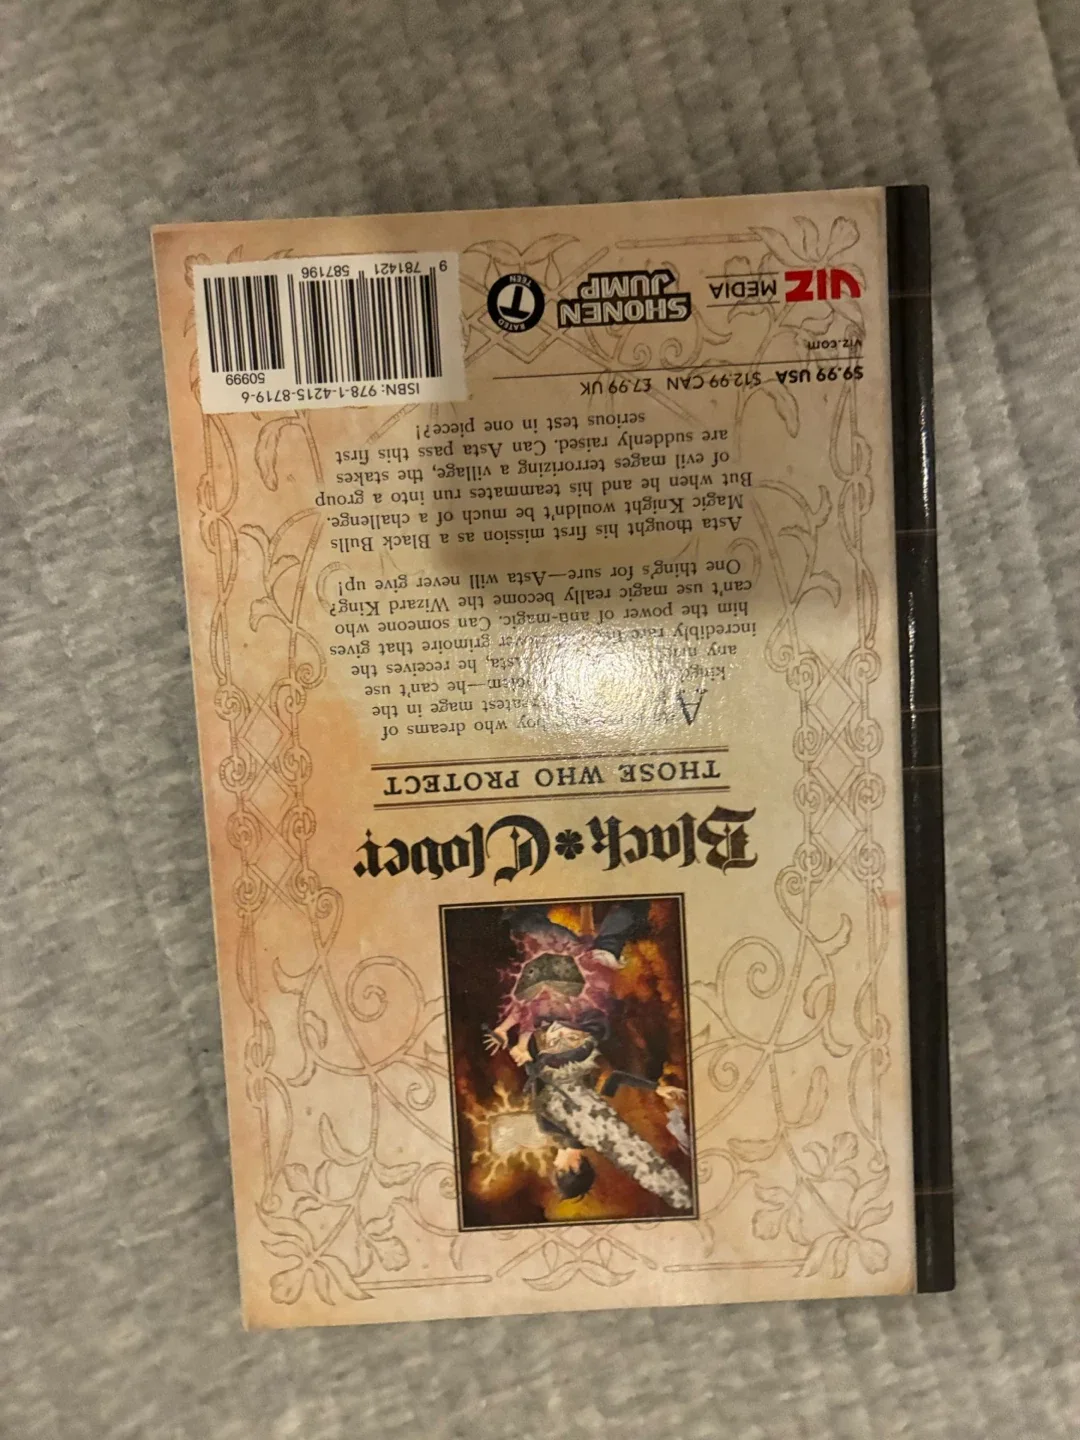 Black Clover
THOSE WHO PROTECT
A boy who dreams of
mage in the
he can't use
any Asta, he receives the
incredibly grimoire that gives
him the power of anti-magic. Can someone who
can't use magic really become the Wizard King?
One thing's for sure—Asta will never give up!
Asta thought his first mission as a Black Bulls
Magic Knight wouldn't be much of a challenge.
But when he and his teammates run into a group
of evil mages terrorizing a village, the stakes
are suddenly raised. Can Asta pass this first
serious test in one piece?!
$9.99 USA $12.99 CAN £7.99 UK
viz.com
VIZ
MEDIA
SHONEN
JUMP
RATED
T
TEEN
ISBN: 978-1-4215-8719-6
50999
9 781421 587196